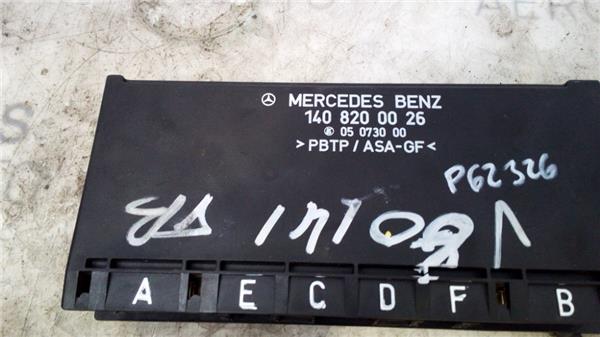 MERCEDES BENZ
140 820 00 26
05 0730 00
>PBTP/ASA-GF<
P62326
A E C D F B